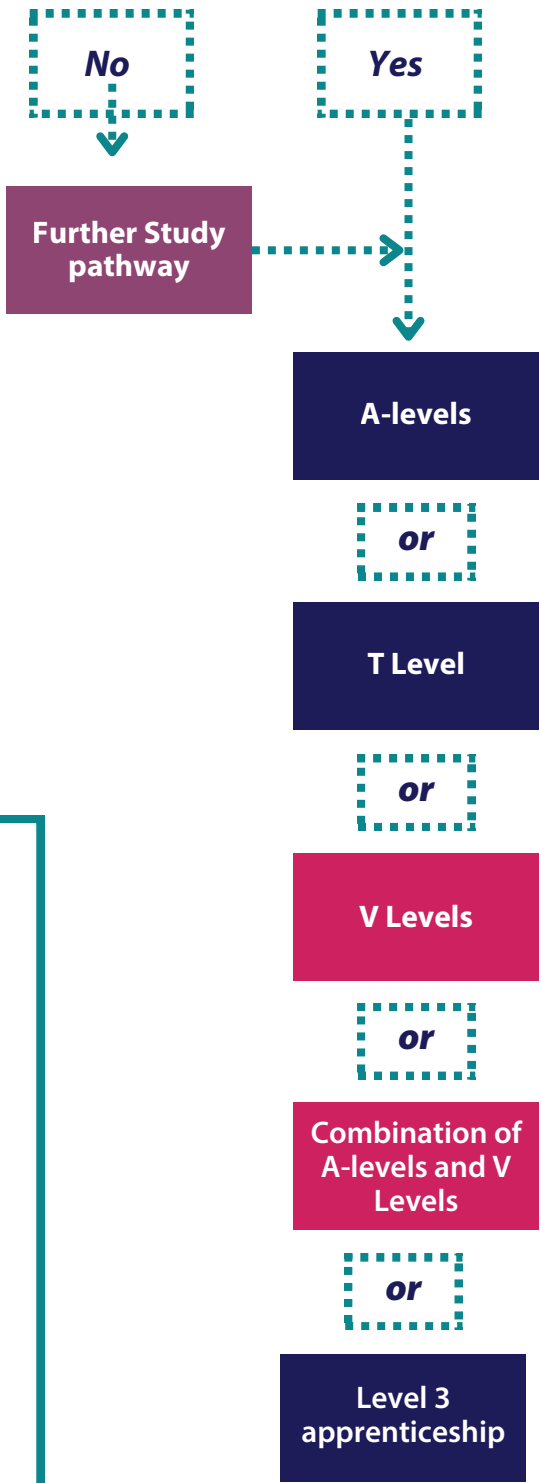 No
Yes
Further Study
pathway
A-levels
or
T Level
or
V Levels
or
Combination of
A-levels and V
Levels
or
Level 3
apprenticeship